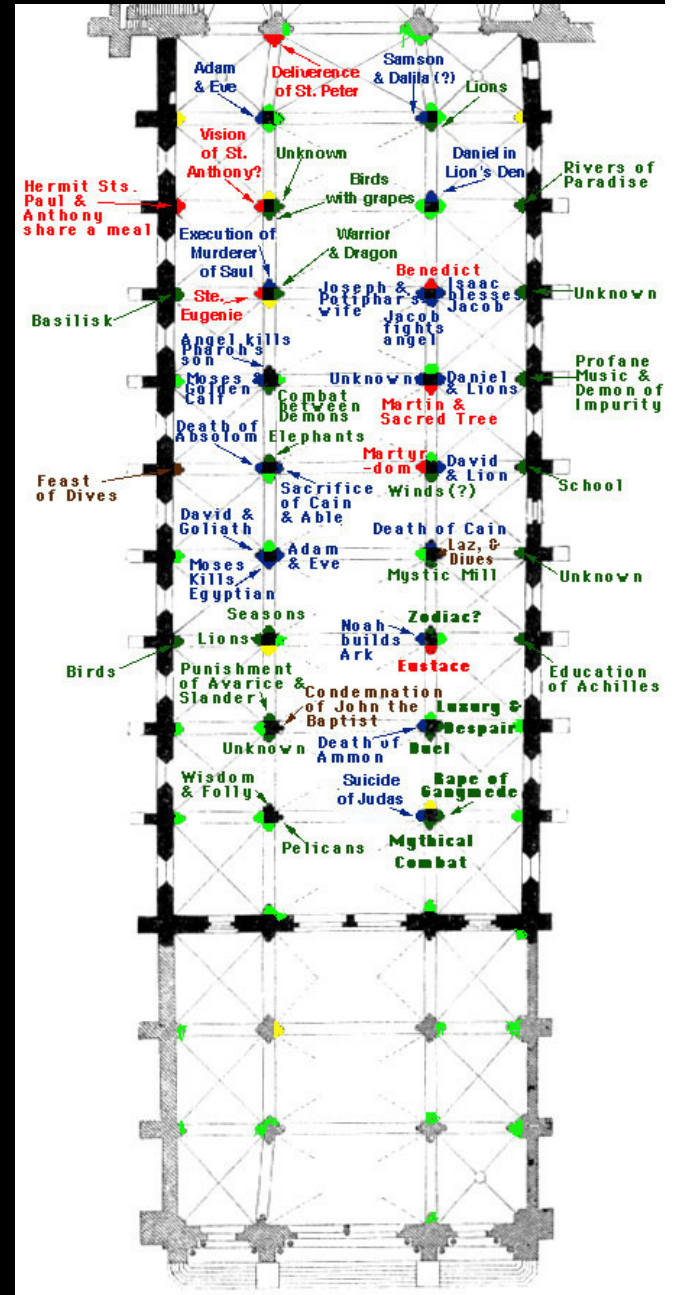 Adam
& Eve
Deliverence
of St. Peter
Samson
& Dalila (?)
Lions
Vision
of St.
Anthony?
Unknown
Birds
with grapes
Daniel in
Lion's Den
Rivers of
Paradise
Hermit Sts.
Paul &
Anthony
share a meal
Execution of
Murderer
of Saul
Warrior
& Dragon
Benedict
Joseph &
Potiphar's
wife
Isaac
blesses
Jacob
Jacob
fights
angel
Unknown
Basilisk
Ste.
Eugenie
Angel kills
Pharoh's
son
Moses &
Golden
Calf
Combat
between
Demons
Unknown
Daniel
& Lions
Martin &
Sacred Tree
Profane
Music &
Demon of
Impurity
Death of
Absolom
Elephants
Sacrifice
of Cain
& Able
Martyr
-dom
David
& Lion
Winds (?)
School
Feast
of Dives
David &
Goliath
Moses
Kills
Egyptian
Adam
& Eve
Death of Cain
Laz, &
Dives
Mystic Mill
Unknown
Seasons
Lions
Noah
builds
Ark
Zodiac?
Eustace
Birds
Education
of Achilles
Punishment
of Avarice &
Slander
Condemnation
of John the
Baptist
Unknown
Luxury &
Despair
Death of
Ammon
Duel
Wisdom
& Folly
Pelicans
Suicide
of Judas
Rape of
Ganymede
Mythical
Combat